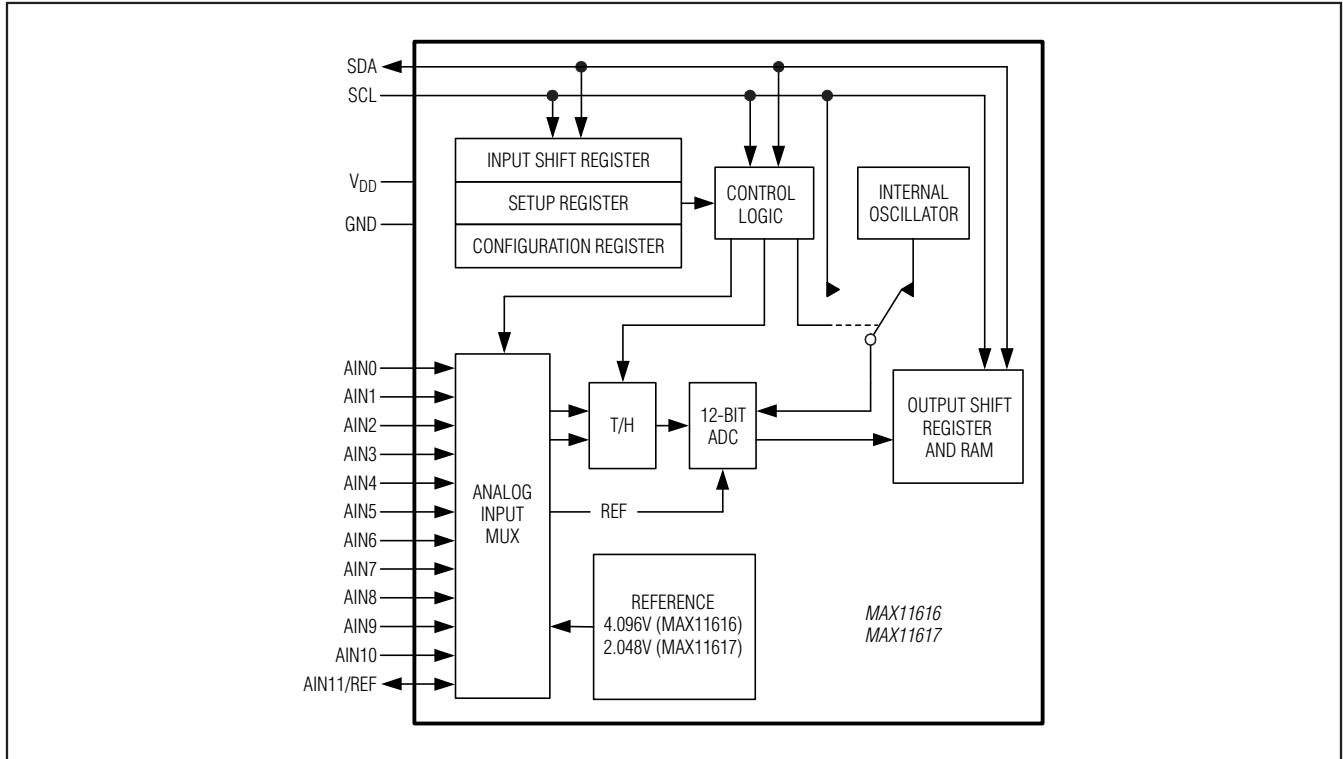 SDA
SCL
V_DD
GND
INPUT SHIFT REGISTER
SETUP REGISTER
CONFIGURATION REGISTER
CONTROL
LOGIC
INTERNAL
OSCILLATOR
AIN0
AIN1
AIN2
AIN3
AIN4
AIN5
AIN6
AIN7
AIN8
AIN9
AIN10
AIN11/REF
ANALOG
INPUT
MUX
T/H
12-BIT
ADC
OUTPUT SHIFT
REGISTER
AND RAM
REF
REFERENCE
4.096V (MAX11616)
2.048V (MAX11617)
MAX11616
MAX11617